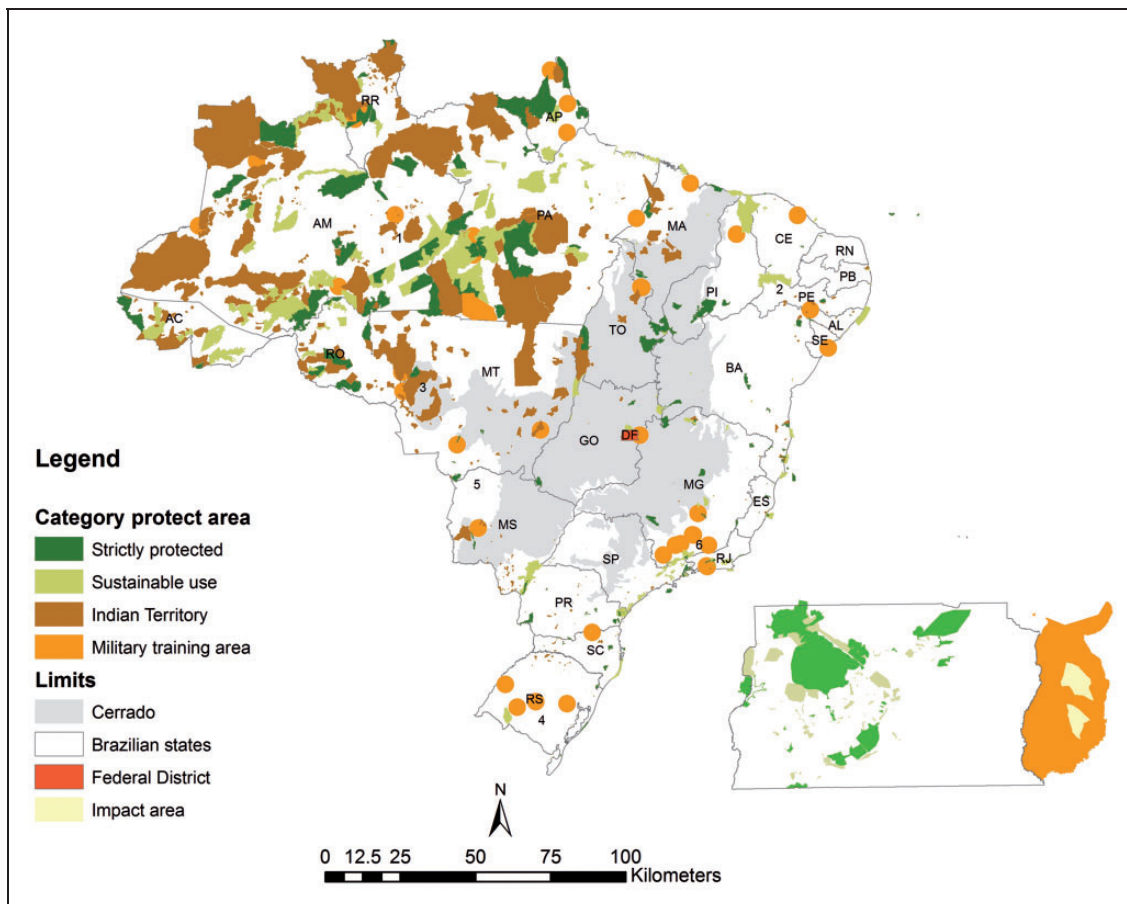 RR
AP
AM
1
PA
MA
CE
RN
PB
PI
2
PE
AL
SE
AC
TO
RO
BA
MT
3
DF
GO
MG
5
ES
MS
6
SP
RJ
PR
SC
RS
4
Legend
Category protect area
Strictly protected
Sustainable use
Indian Territory
Military training area
Limits
Cerrado
Brazilian states
Federal District
Impact area
N
0 12.5 25 50 75 100
Kilometers